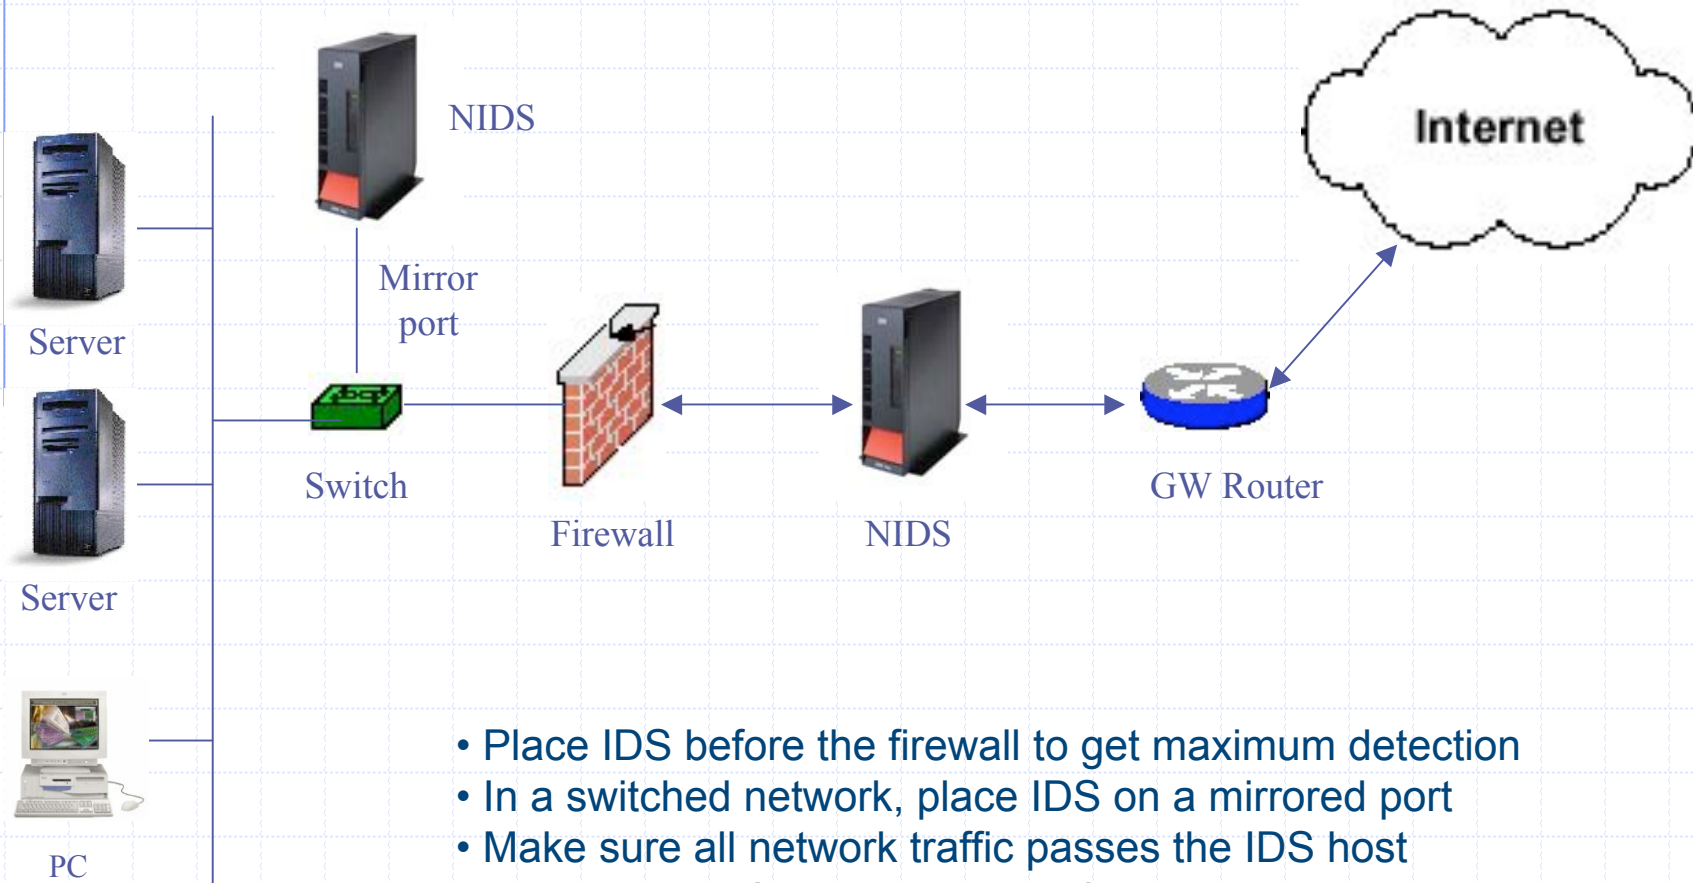 NIDS
Internet
Mirror
port
Server
Switch
GW Router
Firewall
NIDS
Server
• Place IDS before the firewall to get maximum detection
• In a switched network, place IDS on a mirrored port
• Make sure all network traffic passes the IDS host
PC